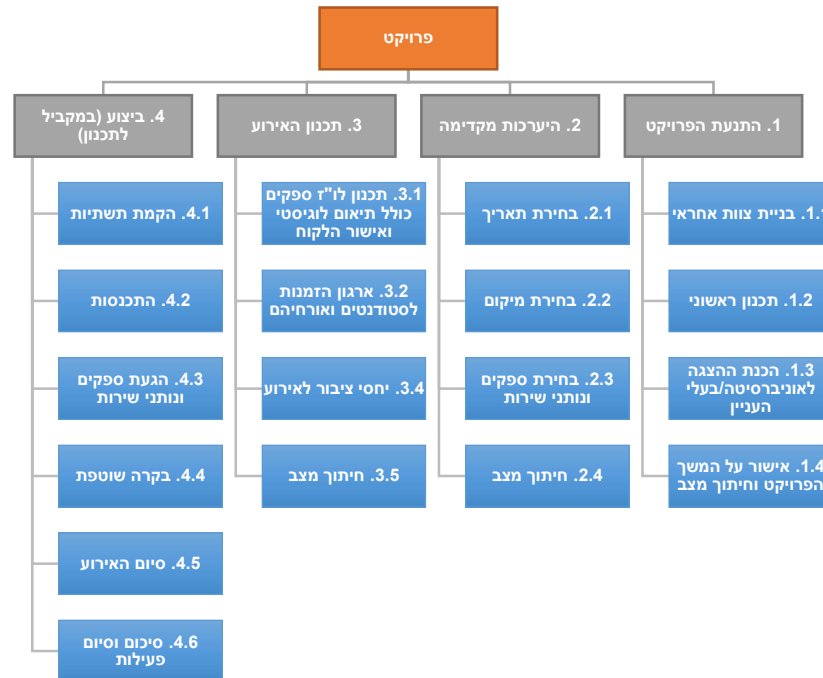 פרויקט
1. התנעת הפרויקט
2. היערכות מקדימה
3. תכנון האירוע
4. ביצוע (במקביל
לתכנון)
1.1. בניית צוות אחראי
1.2. תכנון ראשוני
1.3. הכנת ההצגה
לאוניברסיטה/בעלי
העניין
1.4. אישור על המשך
הפרויקט וחיתוך מצב
2.1. בחירת תאריך
2.2. בחירת מיקום
2.3. בחירת ספקים
ונותני שירות
2.4. חיתוך מצב
3.1. תכנון לו"ז ספקים
כולל תיאום לוגיסטי
ואישור הלקוח
3.2. ארגון הזמנות
לסטודנטים ואורחיהם
3.4. יחסי ציבור לאירוע
3.5. חיתוך מצב
4.1. הקמת תשתיות
4.2. התכנסות
4.3. הגעת ספקים
ונותני שירות
4.4. בקרה שוטפת
4.5. סיום האירוע
4.6. סיכום וסיום
פעילות